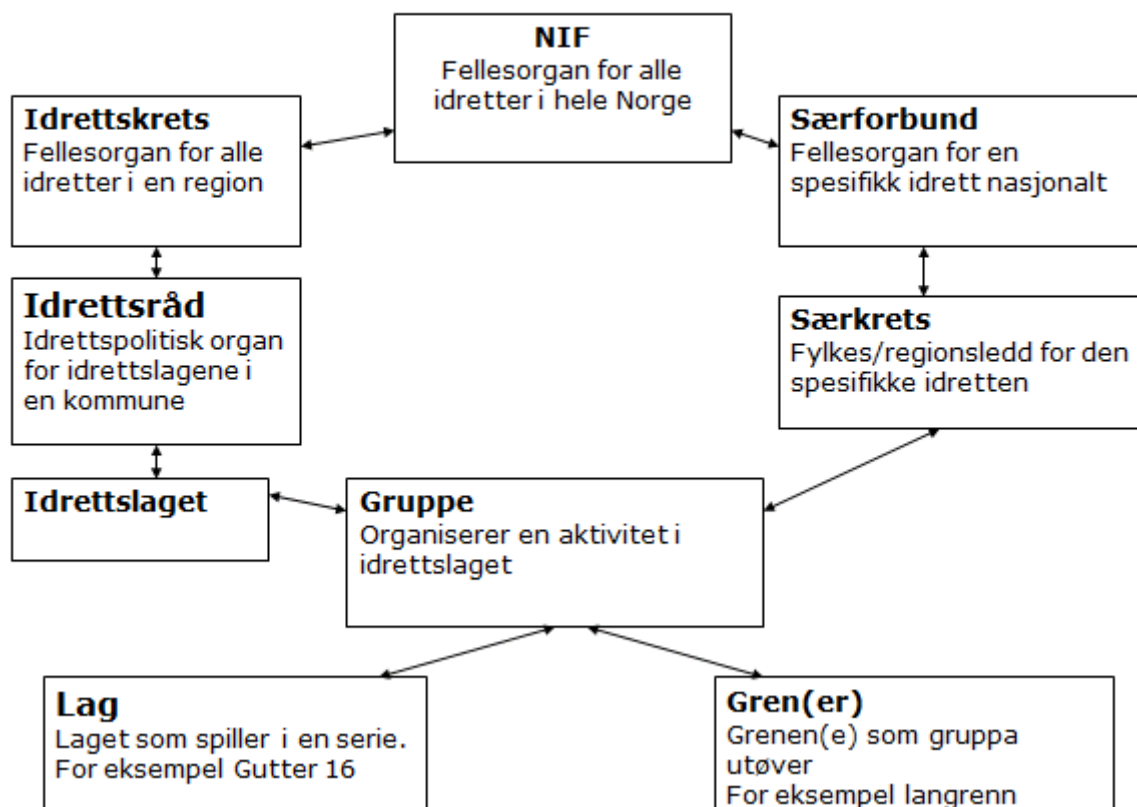 NIF
Fellesorgan for alle
idretter i hele Norge
Idrettskrets
Fellesorgan for alle
idretter i en region
Særforbund
Fellesorgan for en
spesifikk idrett nasjonalt
Idrettsråd
Idrettspolitisk organ
for idrettslagene i
en kommune
Særkrets
Fylkes/regionsledd for den
spesifikke idretten
Idrettslaget
Gruppe
Organiserer en aktivitet i
idrettslaget
Lag
Laget som spiller i en serie.
For eksempel Gutter 16
Gren(er)
Grenen(e) som gruppa
utøver
For eksempel langrenn